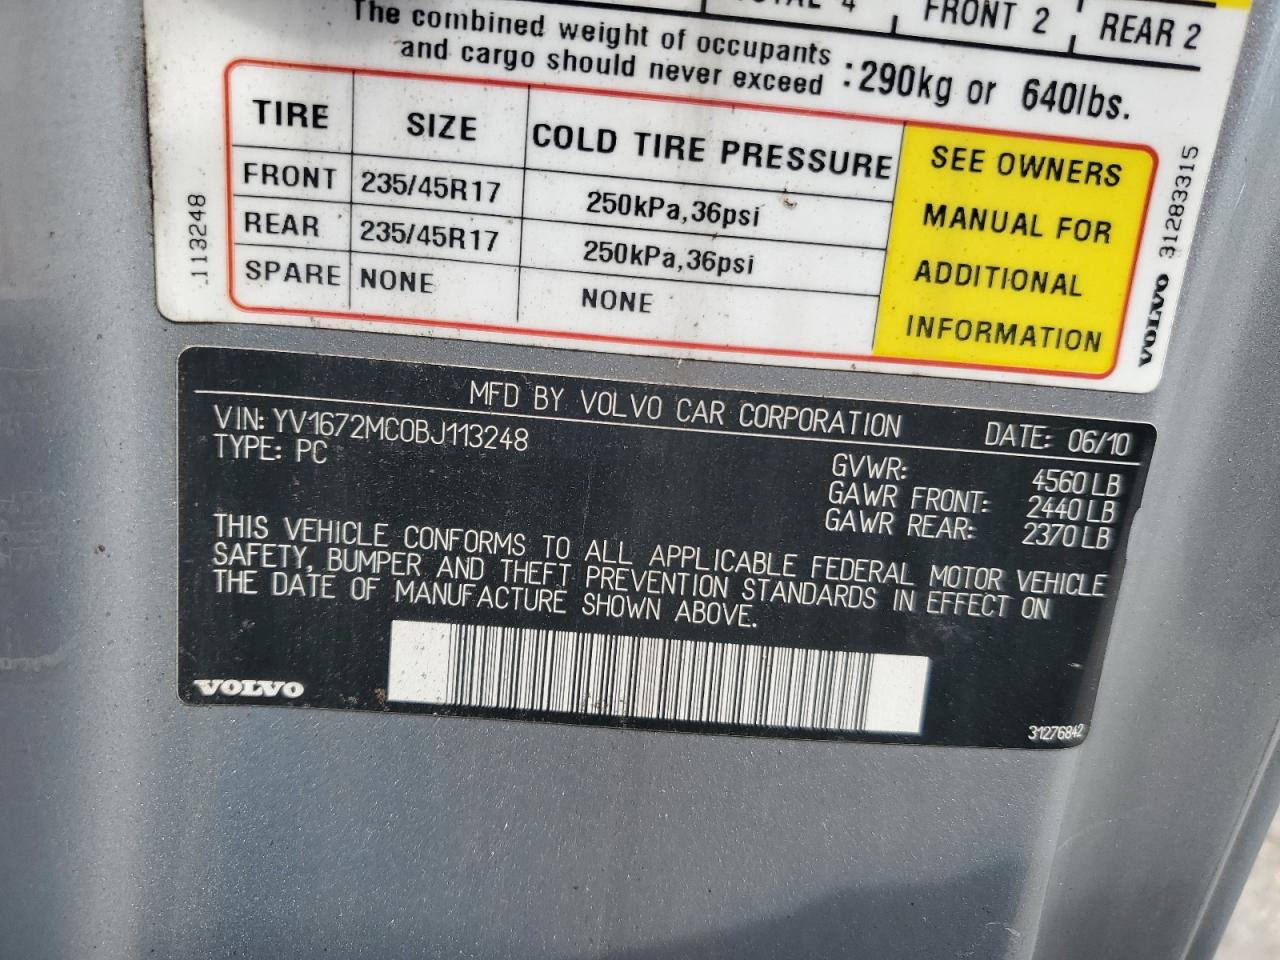 TOTAL 4 FRONT 2 REAR 2
The combined weight of occupants
and cargo should never exceed : 290kg or 640lbs.
TIRE SIZE COLD TIRE PRESSURE
FRONT 235/45R17 250kPa,36psi
REAR 235/45R17 250kPa,36psi
SPARE NONE NONE
SEE OWNERS
MANUAL FOR
ADDITIONAL
INFORMATION
113248
VOLVO 31283315
MFD BY VOLVO CAR CORPORATION
VIN: YV1672MC0BJ113248 DATE: 06/10
TYPE: PC
GVWR: 4560 LB
GAWR FRONT: 2440 LB
GAWR REAR: 2370 LB
THIS VEHICLE CONFORMS TO ALL APPLICABLE FEDERAL MOTOR VEHICLE
SAFETY, BUMPER AND THEFT PREVENTION STANDARDS IN EFFECT ON
THE DATE OF MANUFACTURE SHOWN ABOVE.
VOLVO
31276842